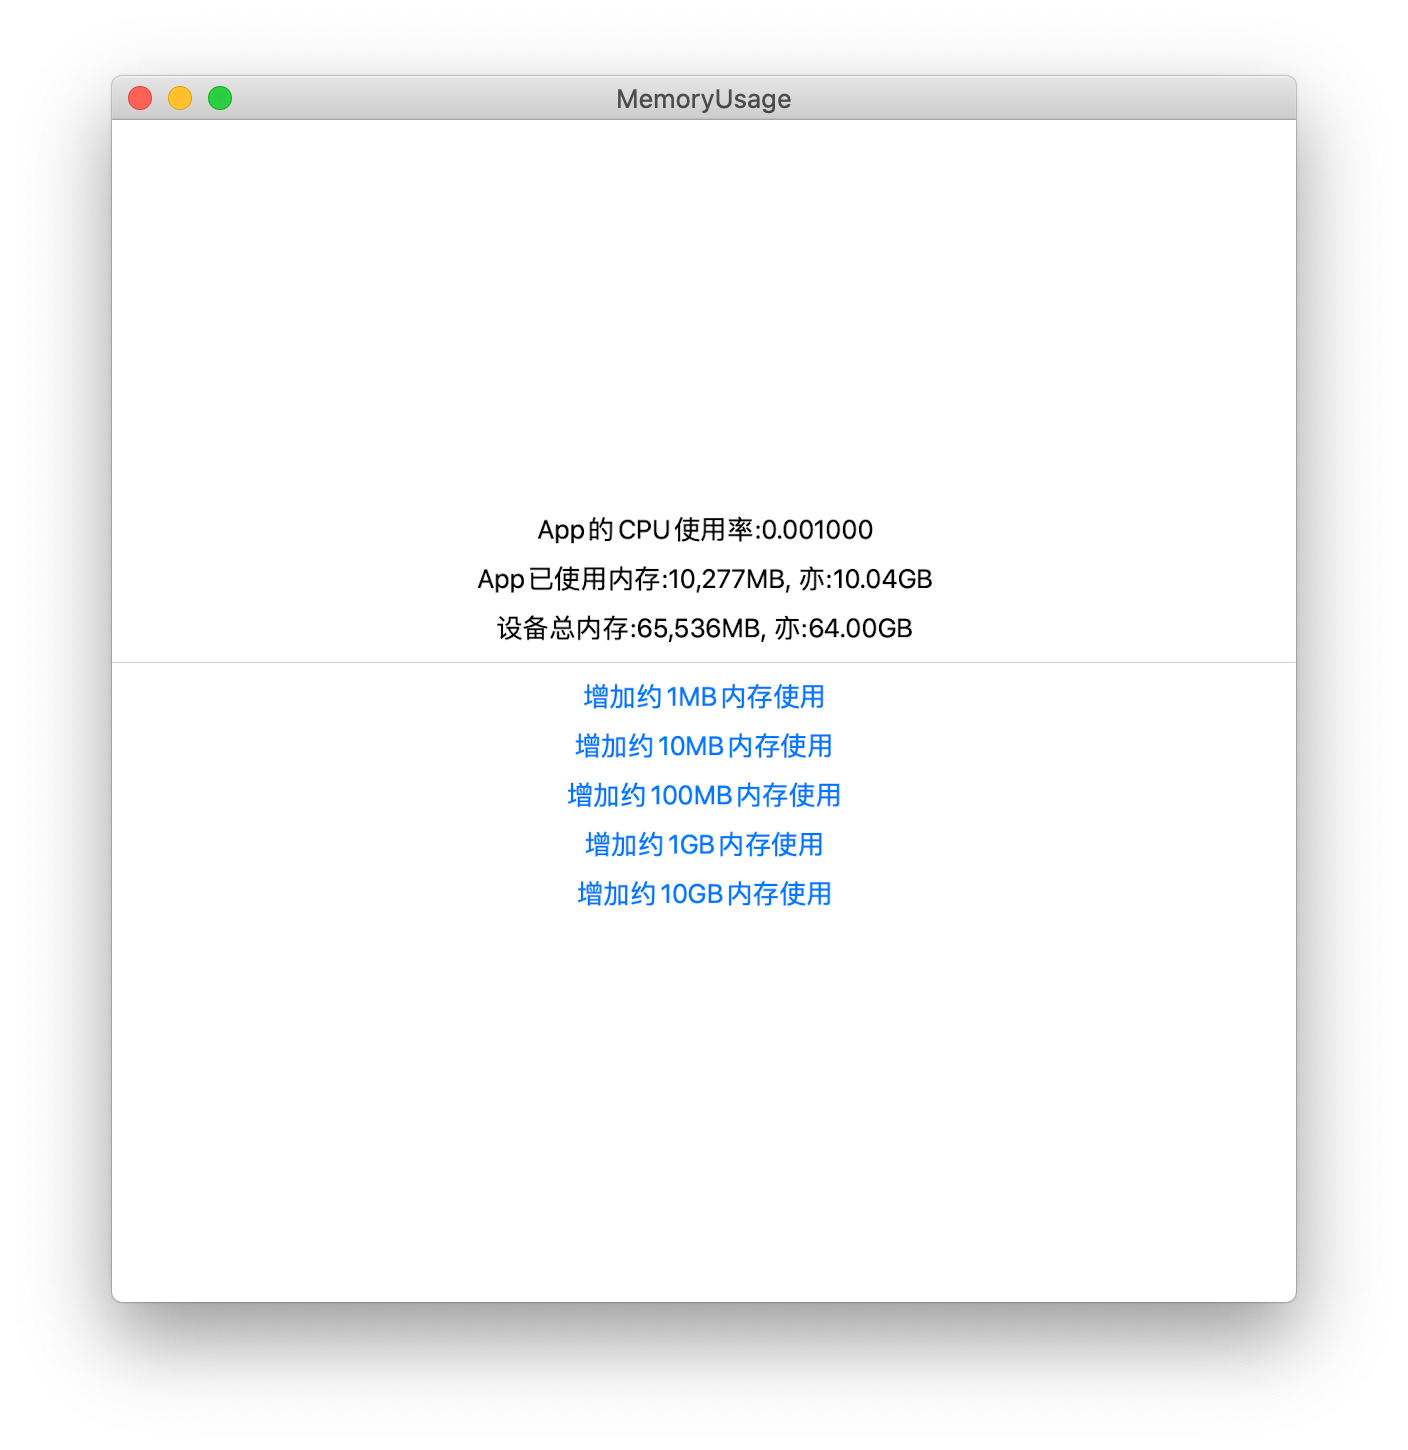 MemoryUsage
App的CPU使用率:0.001000
App已使用内存:10,277MB, 亦:10.04GB
设备总内存:65,536MB, 亦:64.00GB
增加约1MB内存使用
增加约10MB内存使用
增加约100MB内存使用
增加约1GB内存使用
增加约10GB内存使用